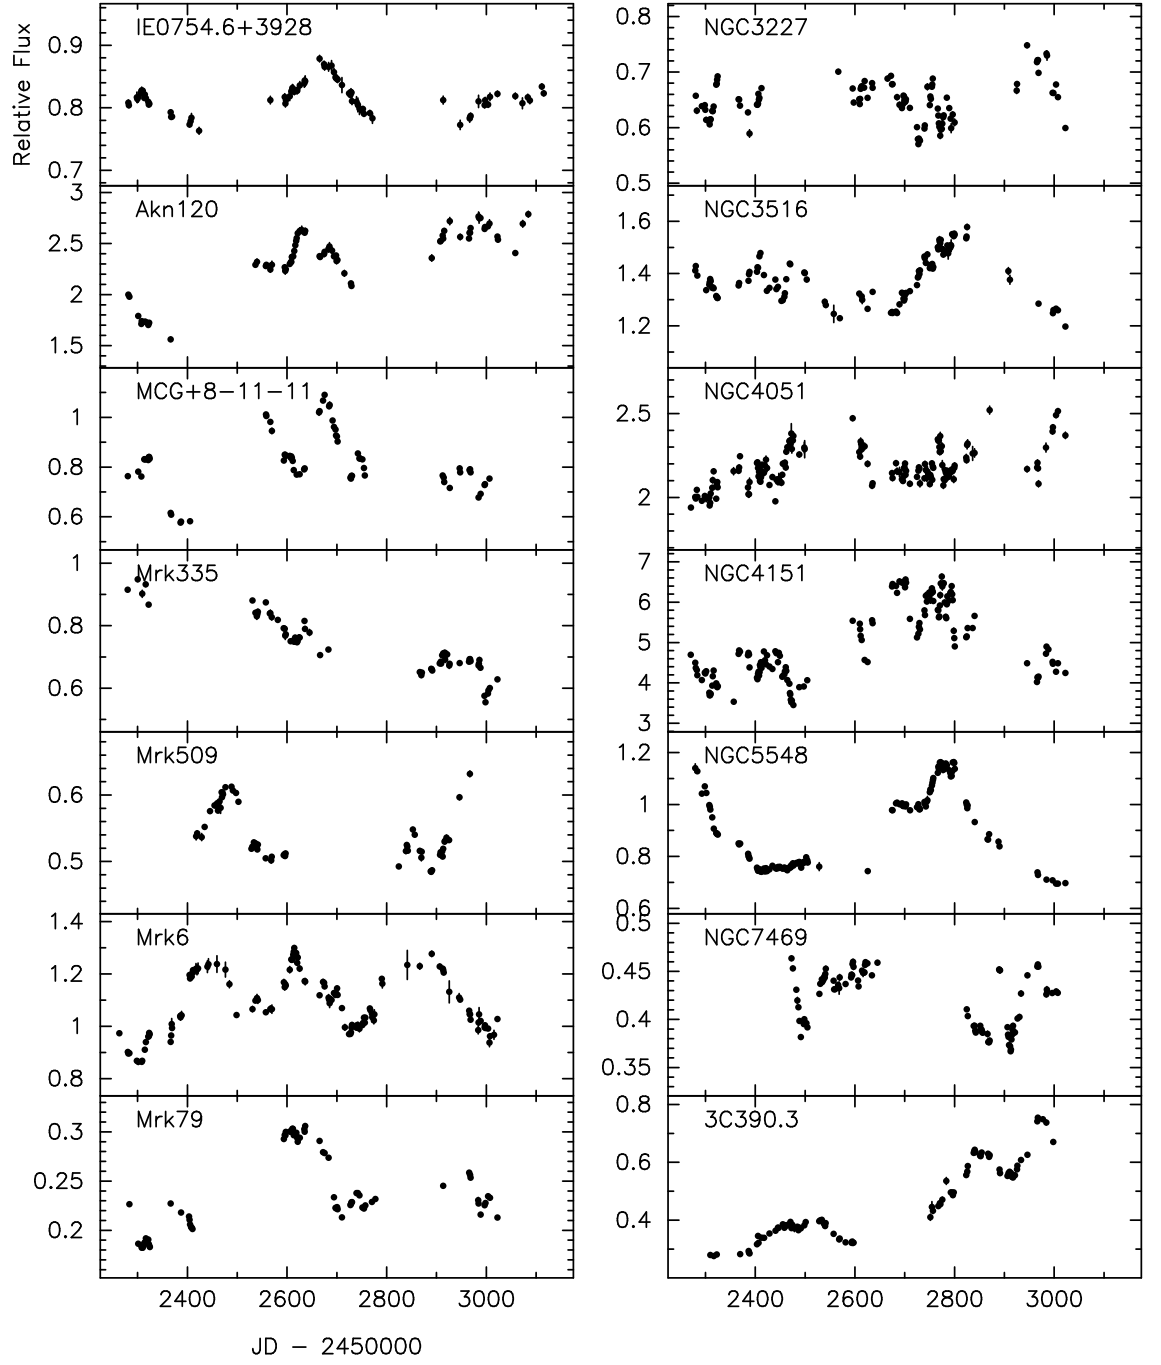 Relative Flux
IE0754.6+3928
0.9
0.8
0.7
Akn120
3
2.5
2
1.5
MCG+8−11−11
1
0.8
0.6
Mrk335
1
0.8
0.6
Mrk509
0.6
0.5
Mrk6
1.4
1.2
1
0.8
Mrk79
0.3
0.25
0.2
2400 2600 2800 3000
JD − 2450000
NGC3227
0.8
0.7
0.6
0.5
NGC3516
1.6
1.4
1.2
NGC4051
2.5
2
NGC4151
7
6
5
4
3
NGC5548
1.2
1
0.8
0.6
NGC7469
0.5
0.45
0.4
0.35
3C390.3
0.8
0.6
0.4
2400 2600 2800 3000